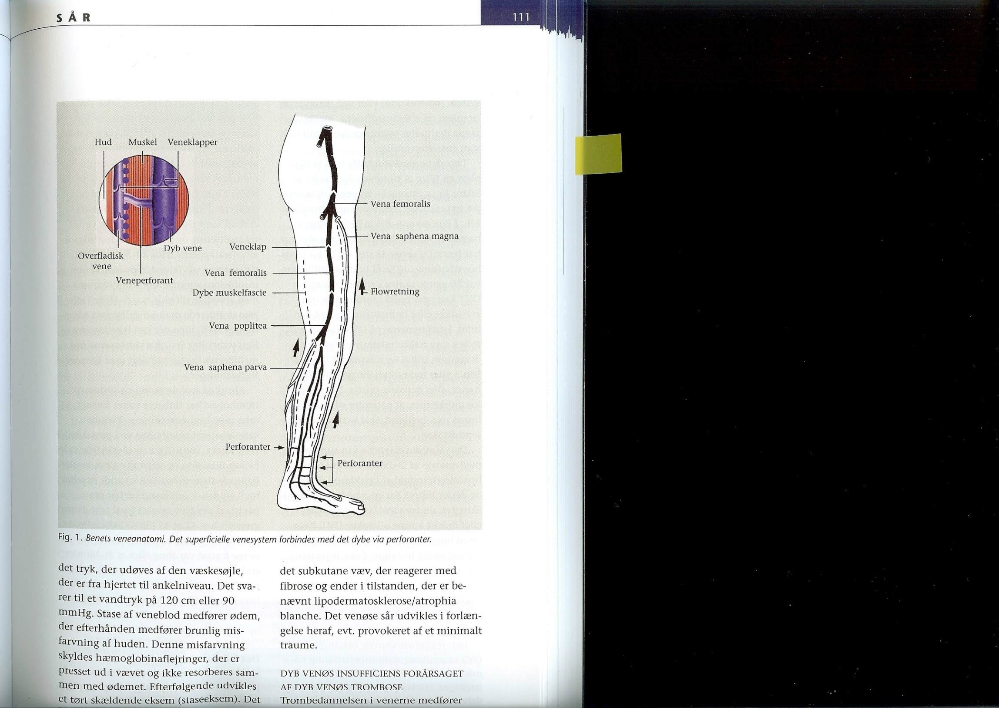 SÅR
111
Hud Muskel Veneklapper
Overfladisk
vene
Dyb vene
Veneperforant
Vena femoralis
Vena saphena magna
Veneklap
Vena femoralis
Dybe muskelfascie
Flowretning
Vena poplitea
Vena saphena parva
Perforanter
Perforanter
Fig. 1. Benets veneanatomi. Det superficielle venesystem forbindes med det dybe via perforanter.
det tryk, der udøves af den væskesøjle,
der er fra hjertet til ankelniveau. Det sva-
rer til et vandtryk på 120 cm eller 90
mmHg. Stase af veneblod medfører ødem,
der efterhånden medfører brunlig mis-
farvning af huden. Denne misfarvning
skyldes hæmoglobinaflejringer, der er
presset ud i vævet og ikke resorberes sam-
men med ødemet. Efterfølgende udvikles
et tørt skældende eksem (staseeksem). Det
det subkutane væv, der reagerer med
fibrose og ender i tilstanden, der er be-
nævnt lipodermatosklerose/atrophia
blanche. Det venøse sår udvikles i forlæn-
gelse heraf, evt. provokeret af et minimalt
traume.
DYB VENØS INSUFFICIENS FORÅRSAGET
AF DYB VENØS TROMBOSE
Trombedannelsen i venerne medfører